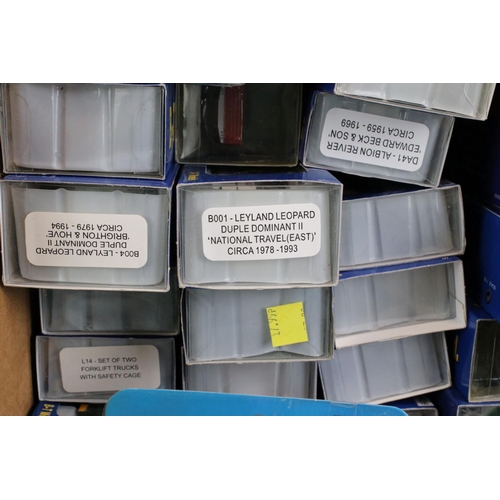 DA41 - ALBION REIVER
'EDWARD BECK & SON'
CIRCA 1959 - 1969
B004 - LEYLAND LEOPARD
DUPLE DOMINANT II
'BRIGHTON & HOVE.'
CIRCA 1979 - 1994
B001 - LEYLAND LEOPARD
DUPLE DOMINANT II
'NATIONAL TRAVEL(EAST)'
CIRCA 1978 -1993
L14 - SET OF TWO
FORKLIFT TRUCKS
WITH SAFETY CAGE